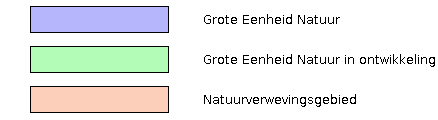 Grote Eenheid Natuur
Grote Eenheid Natuur in ontwikkeling
Natuurverwevingsgebied